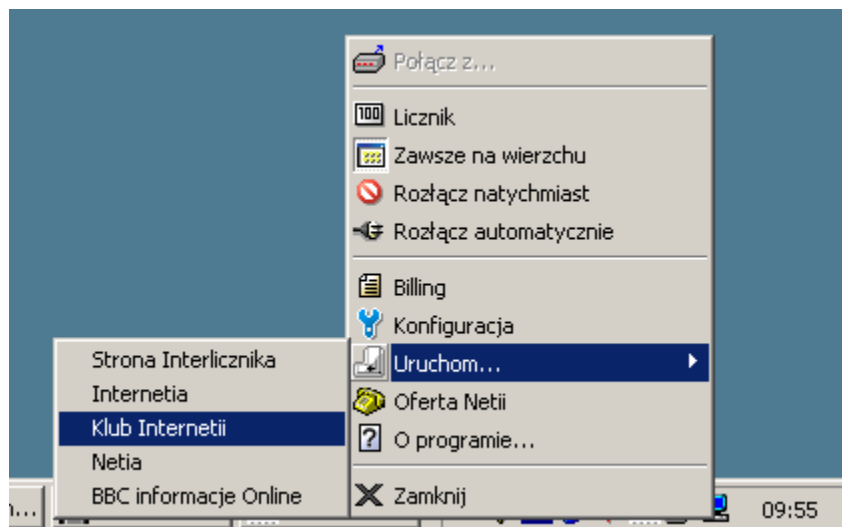 Połącz z...
100
Licznik
Zawsze na wierzchu
Rozłącz natychmiast
Rozłącz automatycznie
Billing
Konfiguracja
Uruchom...
Oferta Netii
? O programie...
Zamknij
Strona Interlicznika
Internetia
Klub Internetii
Netia
BBC informacje Online
09:55